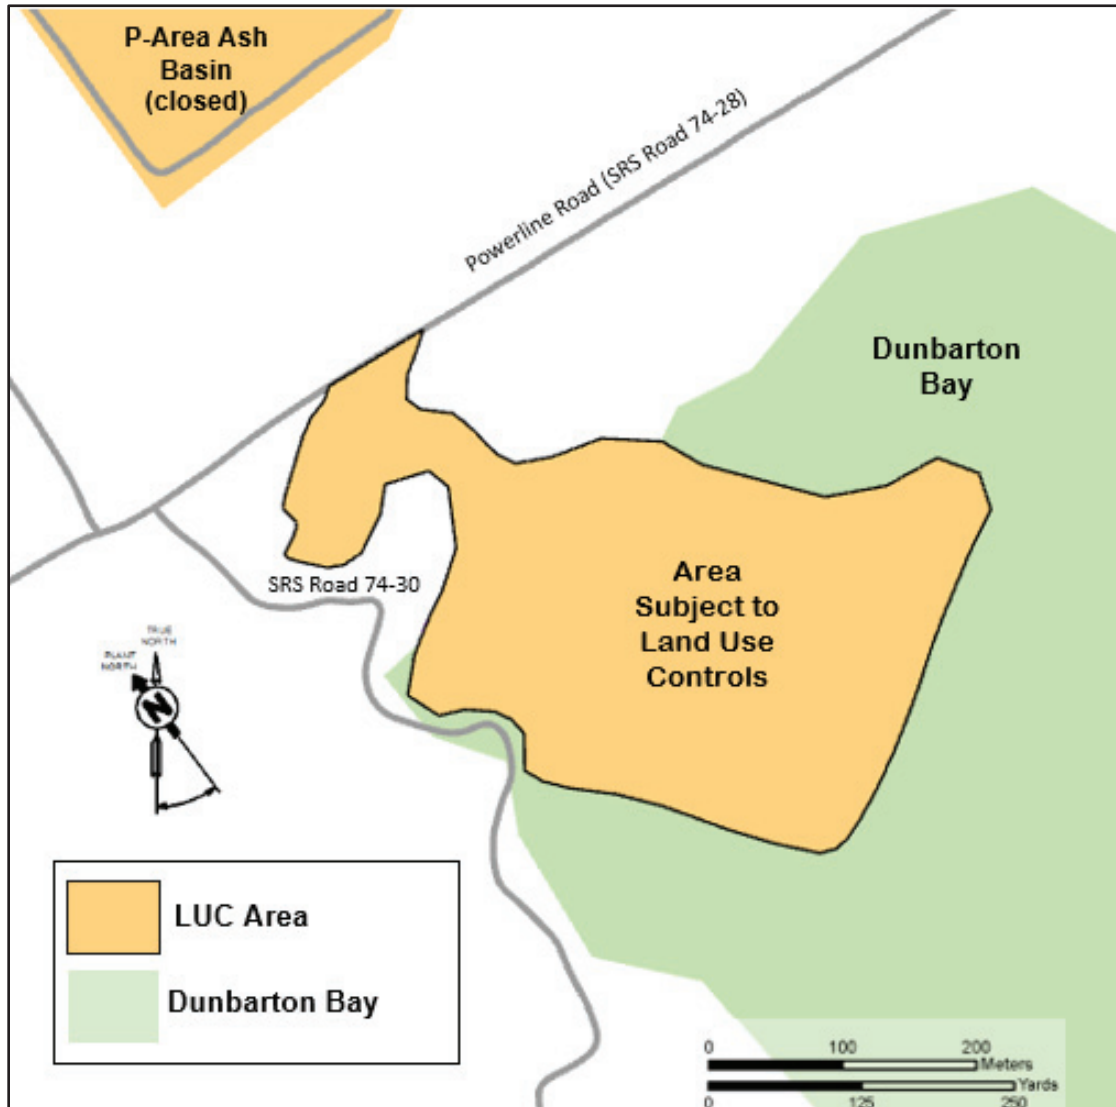 P-Area Ash
Basin
(closed)
Powerline Road (SRS Road 74-28)
Dunbarton
Bay
SRS Road 74-30
Area
Subject to
Land Use
Controls
TRUE
NORTH
PLANT
NORTH
N
LUC Area
Dunbarton Bay
0 100 200
Meters
Yards
0 125 250